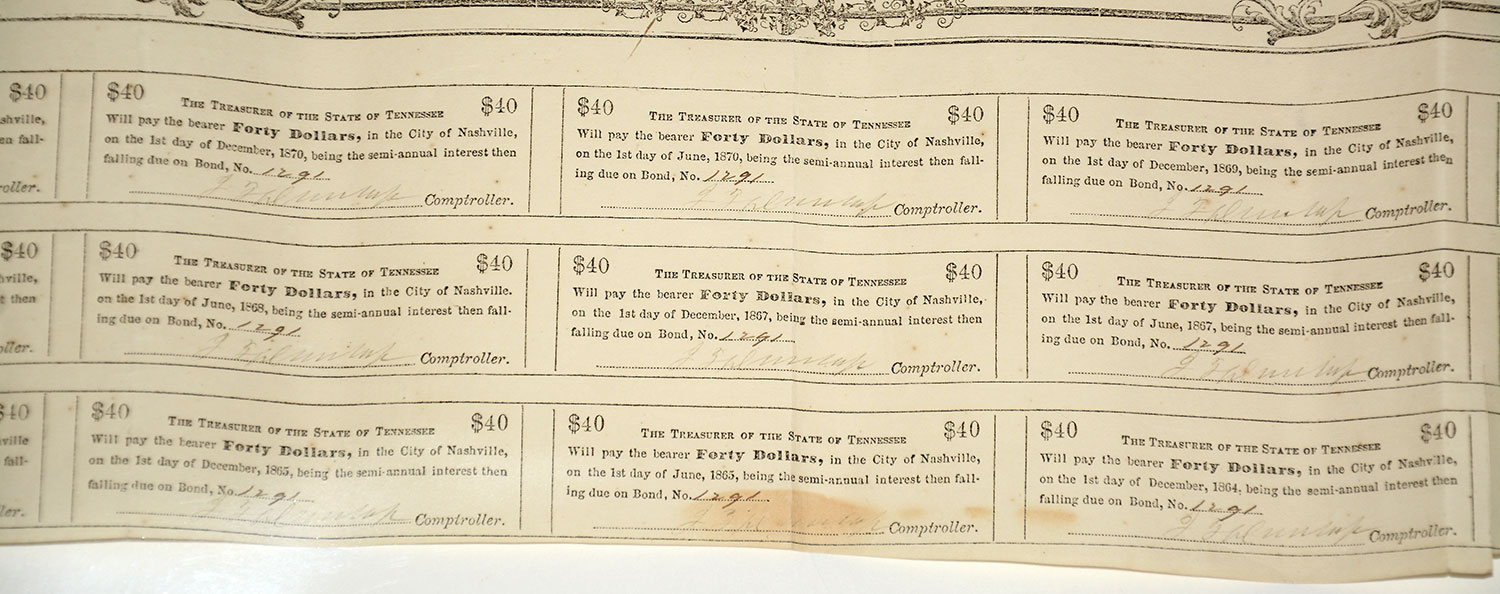 $40
shville,
en fall-
roller.
$40 $40
THE TREASURER OF THE STATE OF TENNESSEE
Will pay the bearer Forty Dollars, in the City of Nashville,
on the 1st day of December, 1870, being the semi-annual interest then
falling due on Bond, No. 1291
Comptroller.
$40 $40
THE TREASURER OF THE STATE OF TENNESSEE
Will pay the bearer Forty Dollars, in the City of Nashville,
on the 1st day of June, 1870, being the semi-annual interest then fall-
ing due on Bond, No. 1291
Comptroller.
$40 $40
THE TREASURER OF THE STATE OF TENNESSEE
Will pay the bearer Forty Dollars, in the City of Nashville,
on the 1st day of December, 1869, being the semi-annual interest then
falling due on Bond, No. 1291
Comptroller.
$40
ville,
t then
oller.
$40 $40
THE TREASURER OF THE STATE OF TENNESSEE
Will pay the bearer Forty Dollars, in the City of Nashville.
on the 1st day of June, 1868, being the semi-annual interest then fall-
ing due on Bond, No. 1291
Comptroller.
$40 $40
THE TREASURER OF THE STATE OF TENNESSEE
Will pay the bearer Forty Dollars, in the City of Nashville,
on the 1st day of December, 1867, being the semi-annual interest then
falling due on Bond, No. 1291
Comptroller.
$40 $40
THE TREASURER OF THE STATE OF TENNESSEE
Will pay the bearer Forty Dollars, in the City of Nashville,
on the 1st day of June, 1867, being the semi-annual interest then fall-
ing due on Bond, No. 1291
Comptroller.
$40
ville
fall-
ller.
$40 $40
THE TREASURER OF THE STATE OF TENNESSEE
Will pay the bearer Forty Dollars, in the City of Nashville,
on the 1st day of December, 1865, being the semi-annual interest then
falling due on Bond, No. 1291
Comptroller.
$40 $40
THE TREASURER OF THE STATE OF TENNESSEE
Will pay the bearer Forty Dollars, in the City of Nashville,
on the 1st day of June, 1865, being the semi-annual interest then fall-
ing due on Bond, No. 1291
Comptroller.
$40 $40
THE TREASURER OF THE STATE OF TENNESSEE
Will pay the bearer Forty Dollars, in the City of Nashville,
on the 1st day of December, 1864, being the semi-annual interest then
falling due on Bond, No. 1291
Comptroller.